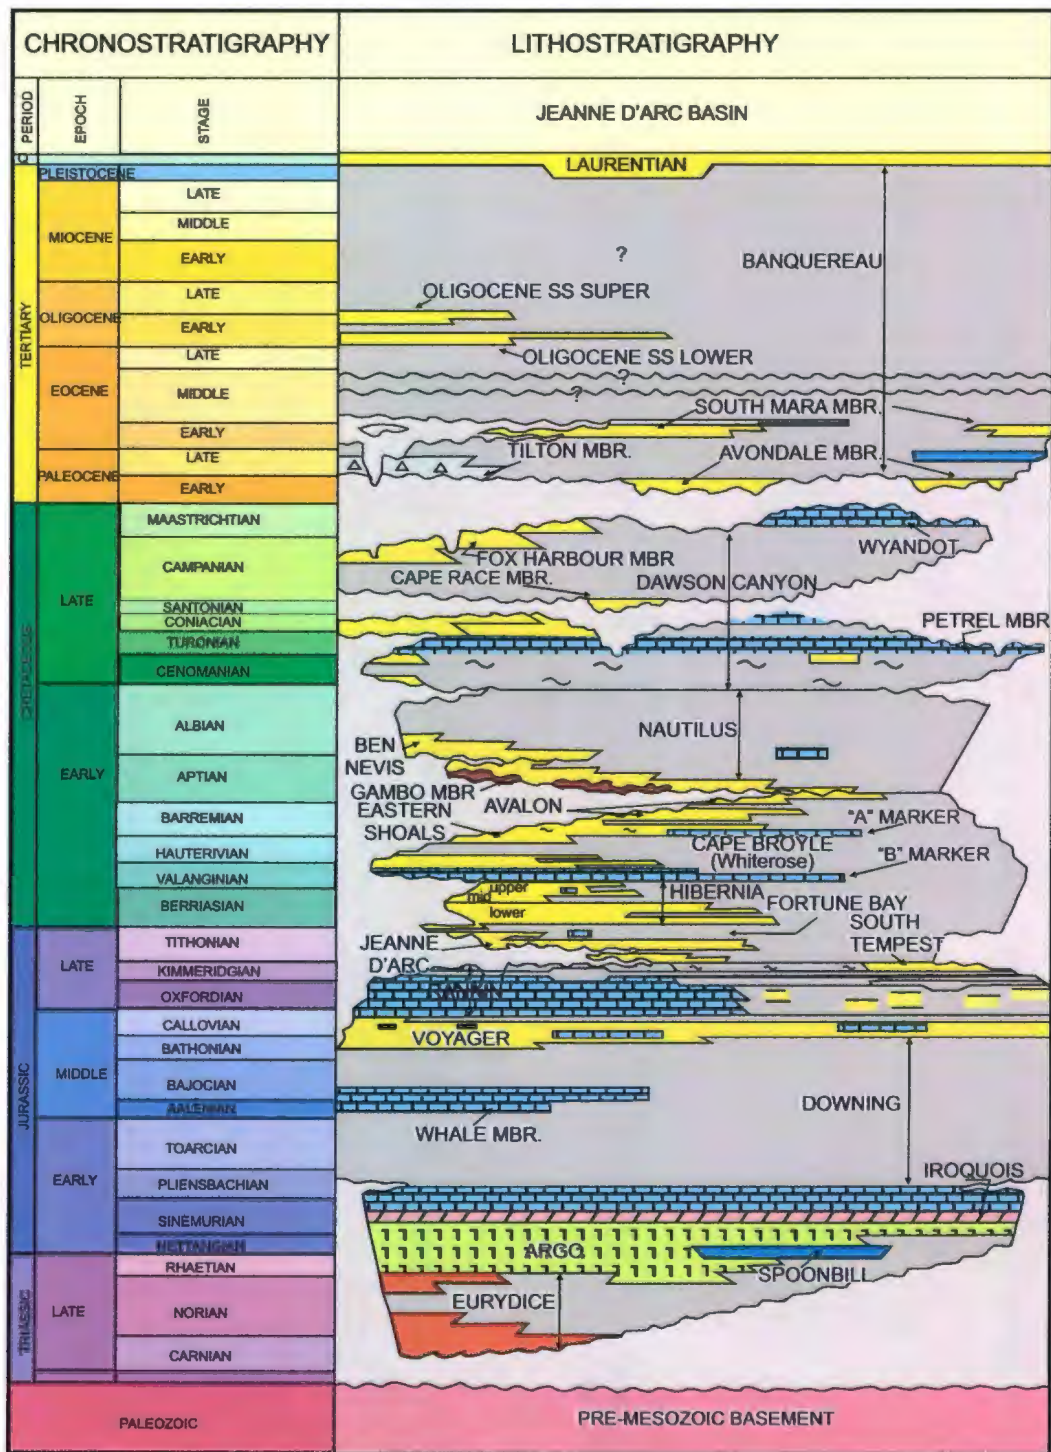 CHRONOSTRATIGRAPHY
LITHOSTRATIGRAPHY
PERIOD
EPOCH
STAGE
JEANNE D'ARC BASIN
Q
PLEISTOCENE
LAURENTIAN
TERTIARY
MIOCENE
LATE
MIDDLE
EARLY
?
BANQUEREAU
OLIGOCENE
LATE
EARLY
OLIGOCENE SS SUPER
OLIGOCENE SS LOWER
EOCENE
LATE
MIDDLE
EARLY
?
?
SOUTH MARA MBR.
PALEOCENE
LATE
EARLY
TILTON MBR.
AVONDALE MBR.
LATE
MAASTRICHTIAN
CAMPANIAN
SANTONIAN
CONIACIAN
TURONIAN
CENOMANIAN
WYANDOT
FOX HARBOUR MBR
CAPE RACE MBR.
DAWSON CANYON
PETREL MBR
EARLY
ALBIAN
APTIAN
BARREMIAN
HAUTERIVIAN
VALANGINIAN
BERRIASIAN
NAUTILUS
BEN
NEVIS
GAMBO MBR
EASTERN
SHOALS
AVALON
"A" MARKER
CAPE BROYLE
(Whiterose)
"B" MARKER
upper
mid
lower
HIBERNIA
FORTUNE BAY
SOUTH
TEMPEST
JURASSIC
LATE
TITHONIAN
KIMMERIDGIAN
OXFORDIAN
JEANNE
D'ARC
MIDDLE
CALLOVIAN
BATHONIAN
BAJOCIAN
AALENIAN
VOYAGER
WHALE MBR.
DOWNING
EARLY
TOARCIAN
PLIENSBACHIAN
SINEMURIAN
HETTANGIAN
IROQUOIS
ARGO
SPOONBILL
TRIASSIC
LATE
RHAETIAN
NORIAN
CARNIAN
EURYDICE
PALEOZOIC
PRE-MESOZOIC BASEMENT